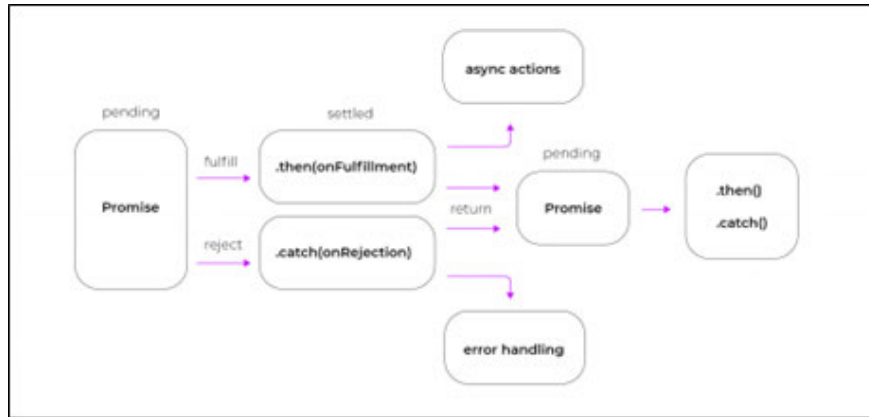 async actions
pending
settled
fulfill
.then(onFulfillment)
pending
Promise
return
Promise
.then()
.catch()
reject
.catch(onRejection)
error handling